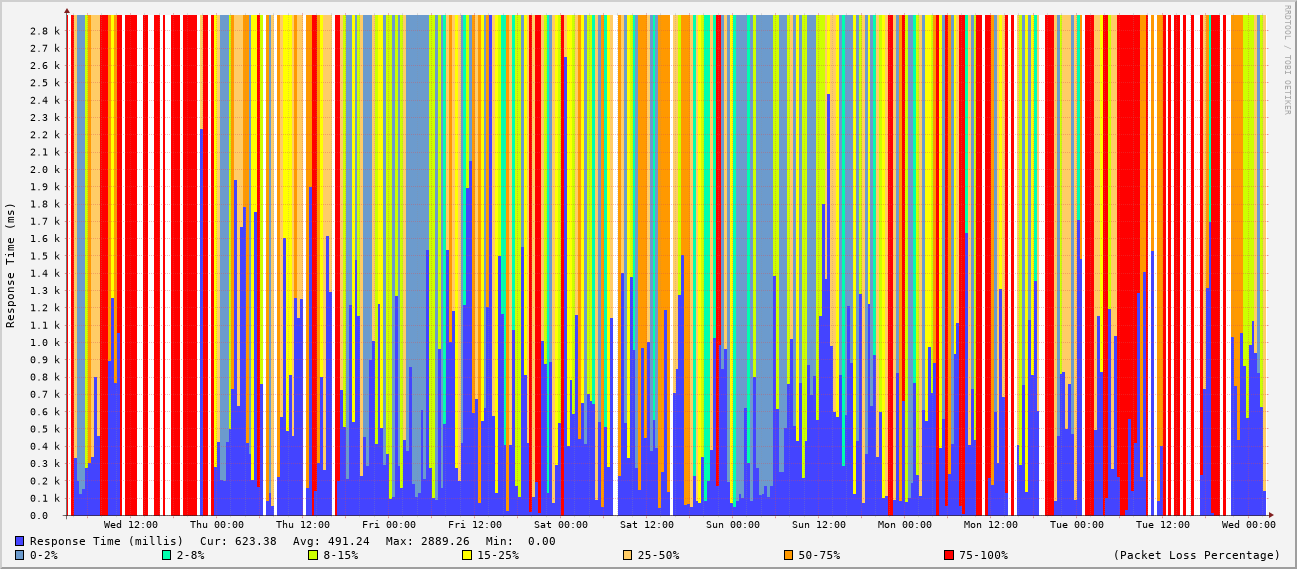 RRDTOOL / TOBI OETIKER
Response Time (ms)
2.8 k
2.7 k
2.6 k
2.5 k
2.4 k
2.3 k
2.2 k
2.1 k
2.0 k
1.9 k
1.8 k
1.7 k
1.6 k
1.5 k
1.4 k
1.3 k
1.2 k
1.1 k
1.0 k
0.9 k
0.8 k
0.7 k
0.6 k
0.5 k
0.4 k
0.3 k
0.2 k
0.1 k
0.0
Wed 12:00 Thu 00:00 Thu 12:00 Fri 00:00 Fri 12:00 Sat 00:00 Sat 12:00 Sun 00:00 Sun 12:00 Mon 00:00 Mon 12:00 Tue 00:00 Tue 12:00 Wed 00:00
Response Time (millis) Cur: 623.38 Avg: 491.24 Max: 2889.26 Min: 0.00
0-2% 2-8% 8-15% 15-25% 25-50% 50-75% 75-100% (Packet Loss Percentage)